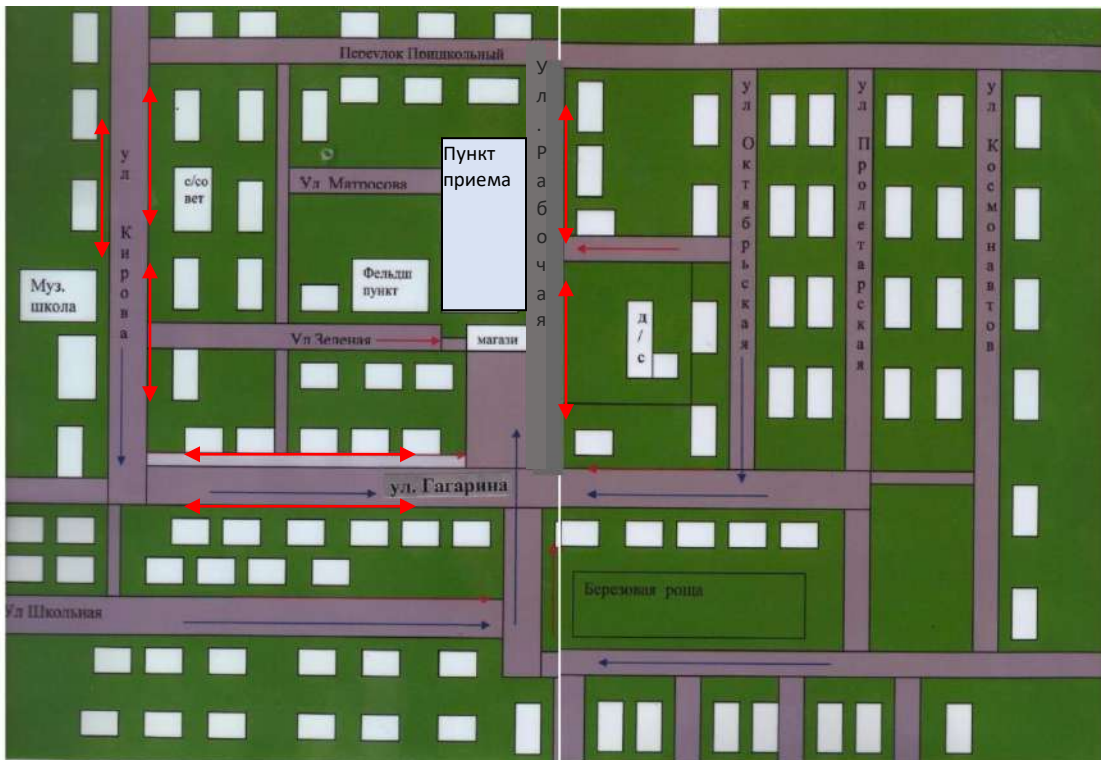 Переулок Пришкольный
Ул. Рабочая
Пункт
приема
ул Кирова
с/со
вет
Ул Матросова
ул Октябрьская
ул Пролетарская
ул Космонавтов
Муз.
школа
Фельдш
пункт
Ул Зеленая
магази
д/с
ул. Гагарина
Березовая роща
Ул Школьная